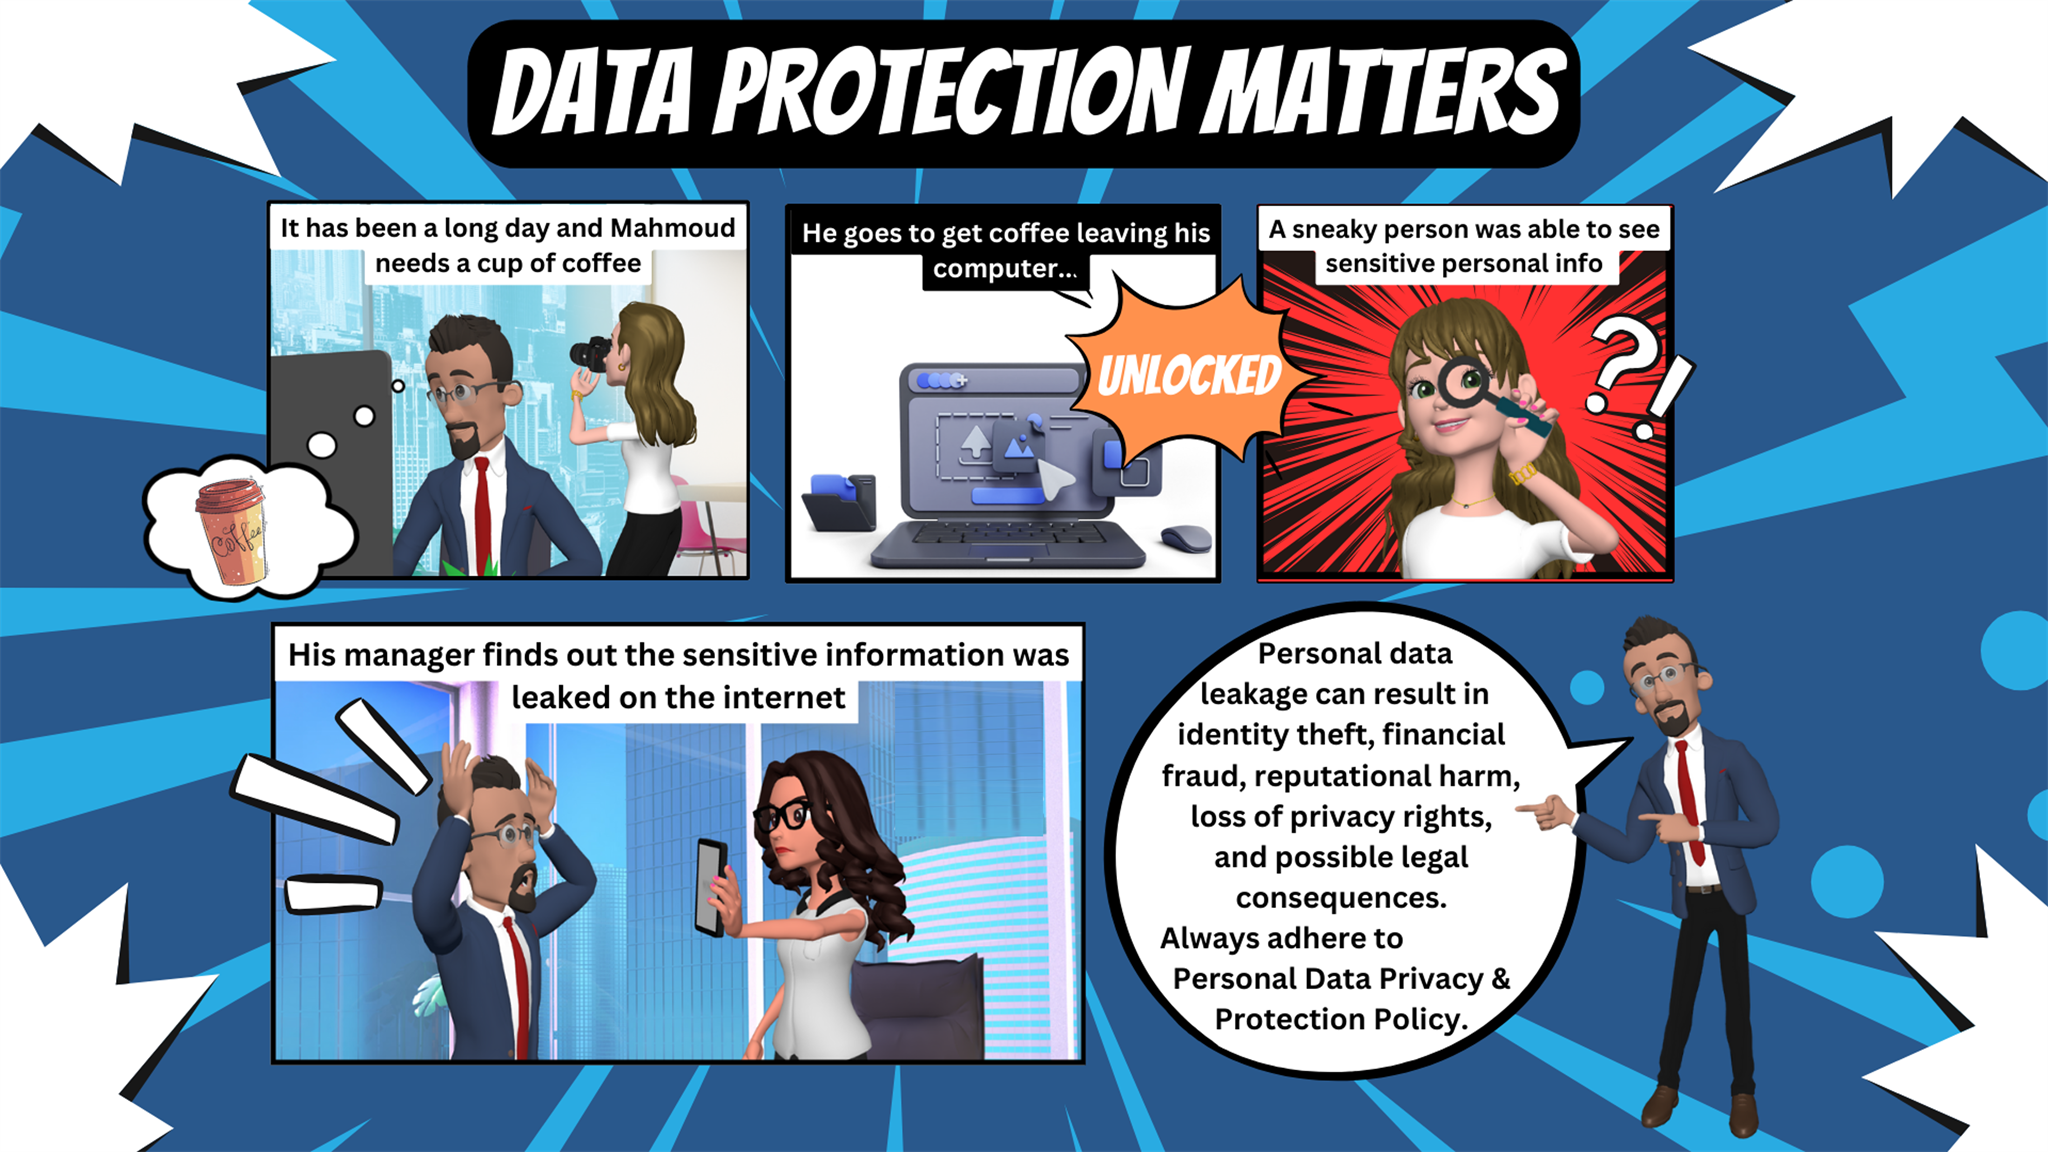 DATA PROTECTION MATTERS
It has been a long day and Mahmoud
needs a cup of coffee
Coffee
He goes to get coffee leaving his
computer...
UNLOCKED
A sneaky person was able to see
sensitive personal info
?!
His manager finds out the sensitive information was
leaked on the internet
Personal data
leakage can result in
identity theft, financial
fraud, reputational harm,
loss of privacy rights,
and possible legal
consequences.
Always adhere to
Personal Data Privacy &
Protection Policy.